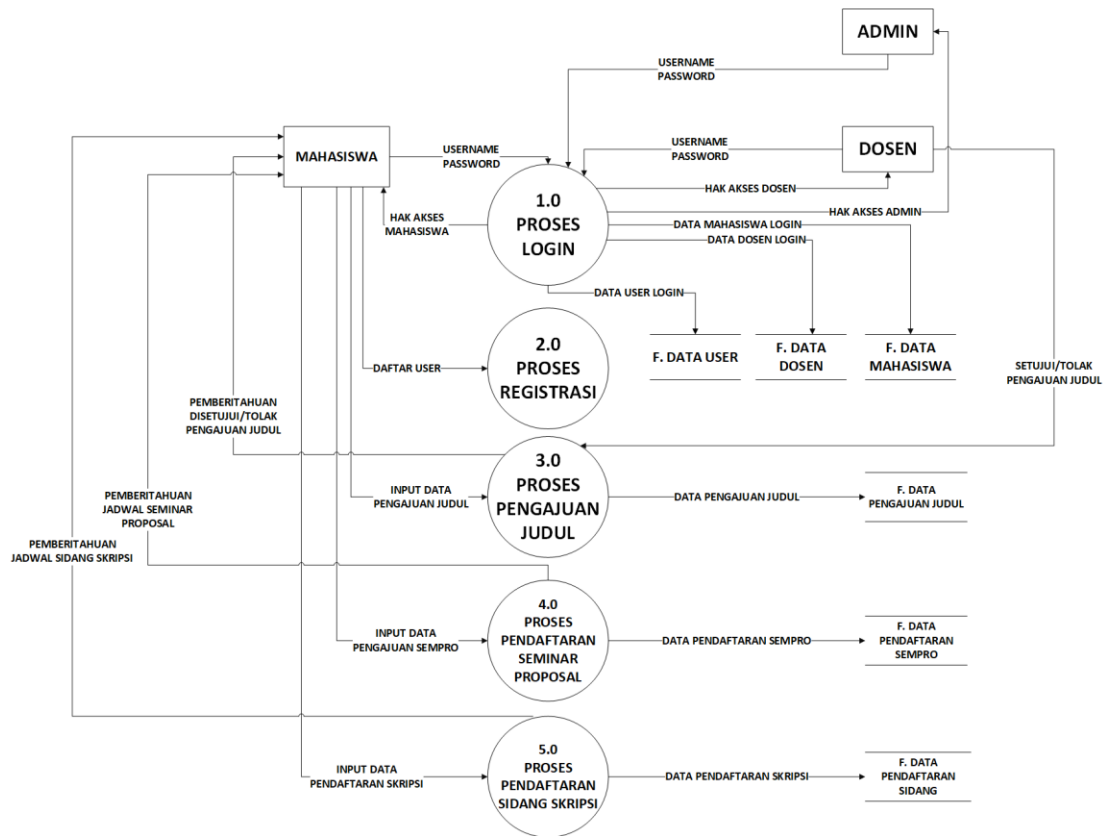 ADMIN
USERNAME
PASSWORD
MAHASISWA
USERNAME
PASSWORD
USERNAME
PASSWORD
DOSEN
HAK AKSES DOSEN
HAK AKSES
MAHASISWA
1.0
PROSES
LOGIN
HAK AKSES ADMIN
DATA MAHASISWA LOGIN
DATA DOSEN LOGIN
DATA USER LOGIN
2.0
PROSES
REGISTRASI
F. DATA USER
F. DATA
DOSEN
F. DATA
MAHASISWA
DAFTAR USER
SETUJUI/TOLAK
PENGAJUAN JUDUL
PEMBERITAHUAN
DISETUJUI/TOLAK
PENGAJUAN JUDUL
3.0
PROSES
PENGAJUAN
JUDUL
INPUT DATA
PENGAJUAN JUDUL
DATA PENGAJUAN JUDUL
F. DATA
PENGAJUAN JUDUL
PEMBERITAHUAN
JADWAL SEMINAR
PROPOSAL
PEMBERITAHUAN
JADWAL SIDANG SKRIPSI
4.0
PROSES
PENDAFTARAN
SEMINAR
PROPOSAL
INPUT DATA
PENGAJUAN SEMPRO
DATA PENDAFTARAN SEMPRO
F. DATA
PENDAFTARAN
SEMPRO
5.0
PROSES
PENDAFTARAN
SIDANG SKRIPSI
INPUT DATA
PENDAFTARAN SKRIPSI
DATA PENDAFTARAN SKRIPSI
F. DATA
PENDAFTARAN
SIDANG